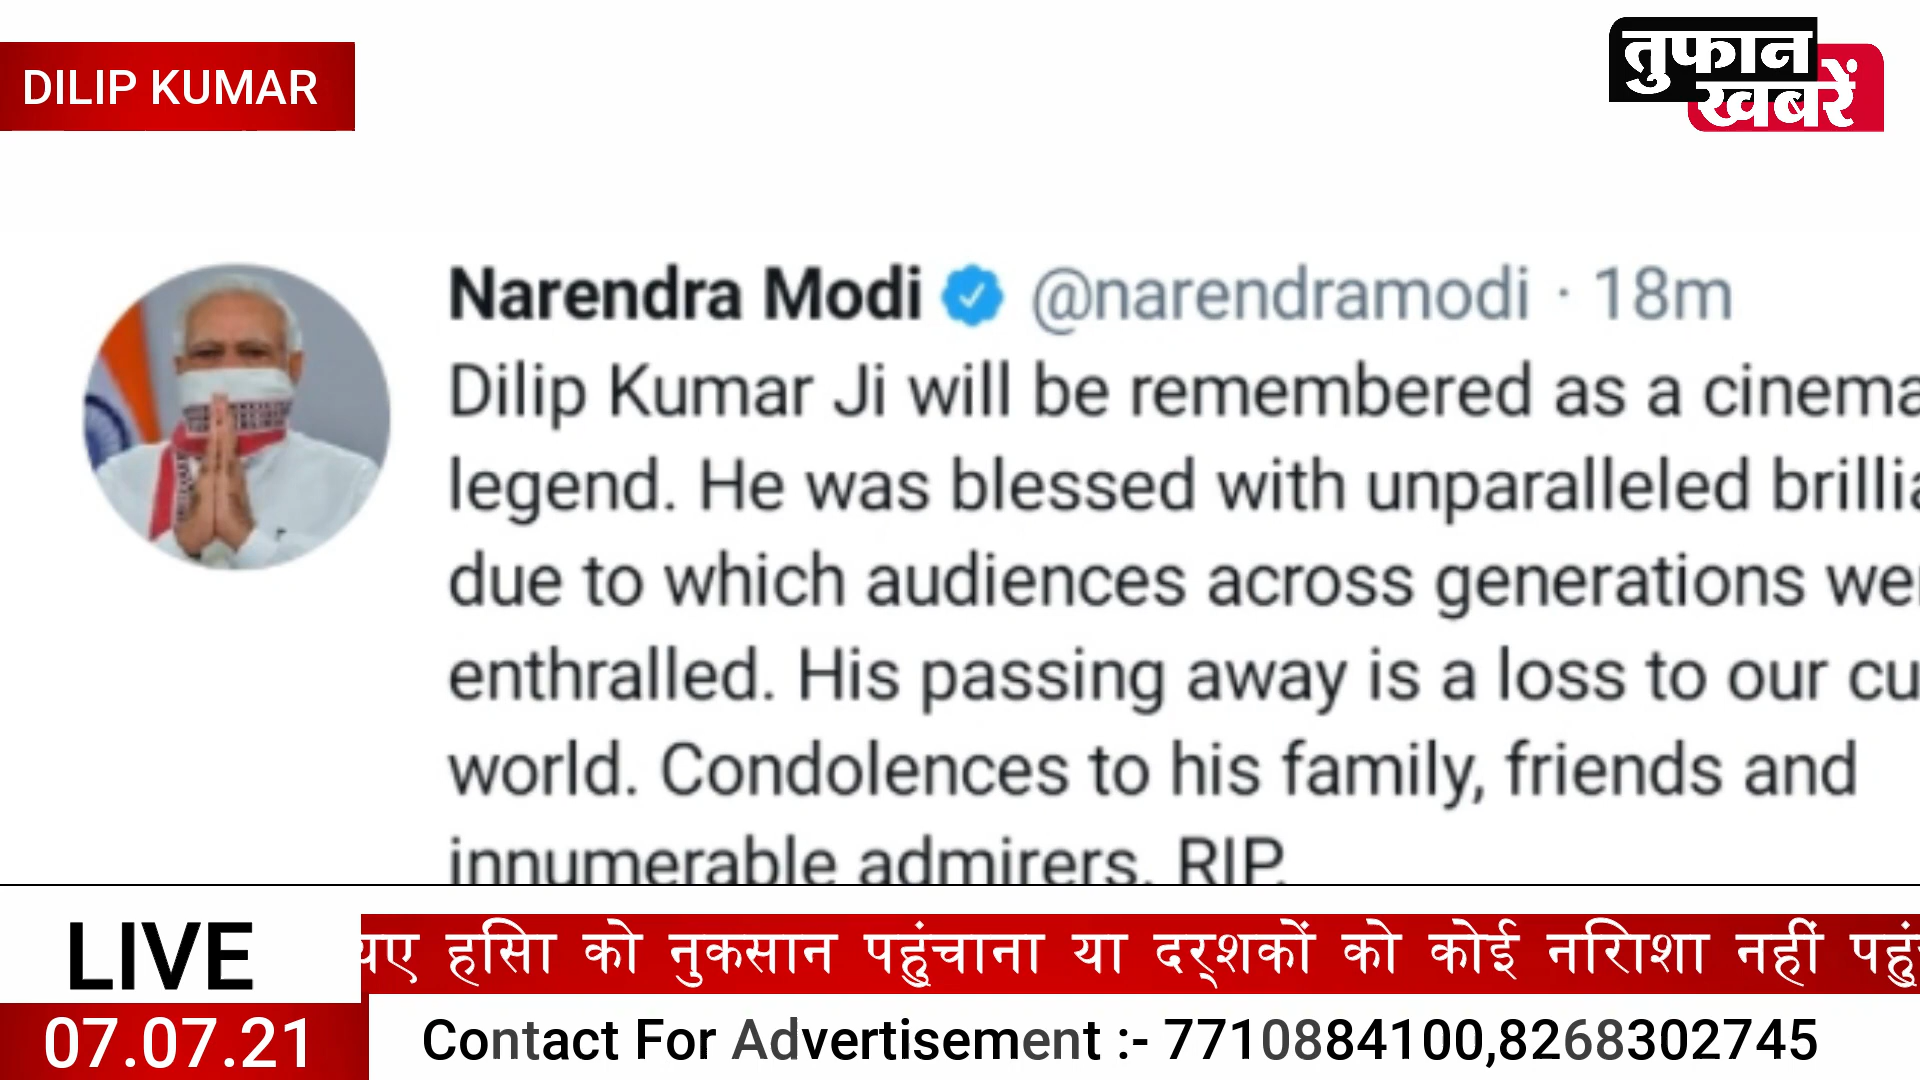 DILIP KUMAR
तुफान
खबरें
Narendra Modi @narendramodi · 18m
Dilip Kumar Ji will be remembered as a cinema
legend. He was blessed with unparalleled brillia
due to which audiences across generations we
enthralled. His passing away is a loss to our cu
world. Condolences to his family, friends and
innumerable admirers. RIP.
LIVE
हसिा को नुकसान पहुंचाना या दर्शकों को कोई नरिाशा नहीं
07.07.21
Contact For Advertisement :- 7710884100,8268302745